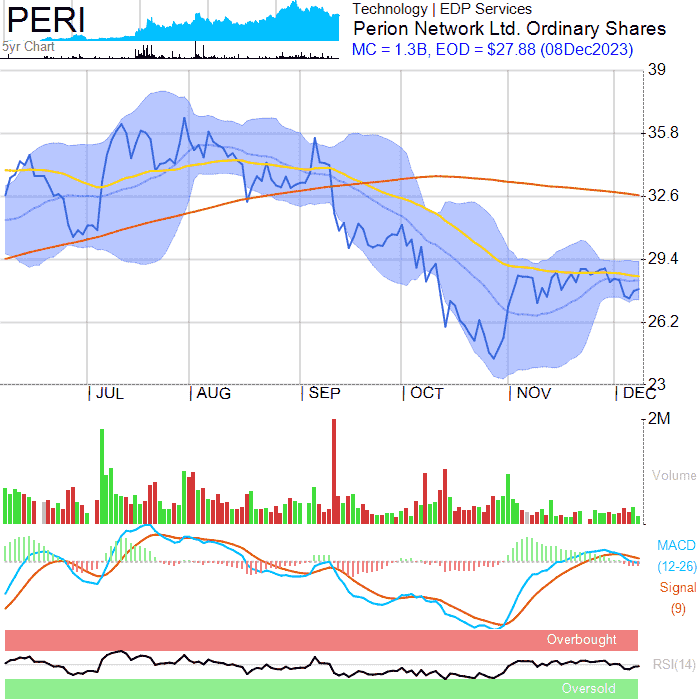 PERI
5yr Chart
Technology | EDP Services
Perion Network Ltd. Ordinary Shares
MC = 1.3B, EOD = $27.88 (08Dec2023)
39
35.8
32.6
29.4
26.2
23
JUL AUG SEP OCT NOV DEC
2M
Volume
MACD
(12-26)
Signal
(9)
Overbought
RSI(14)
Oversold